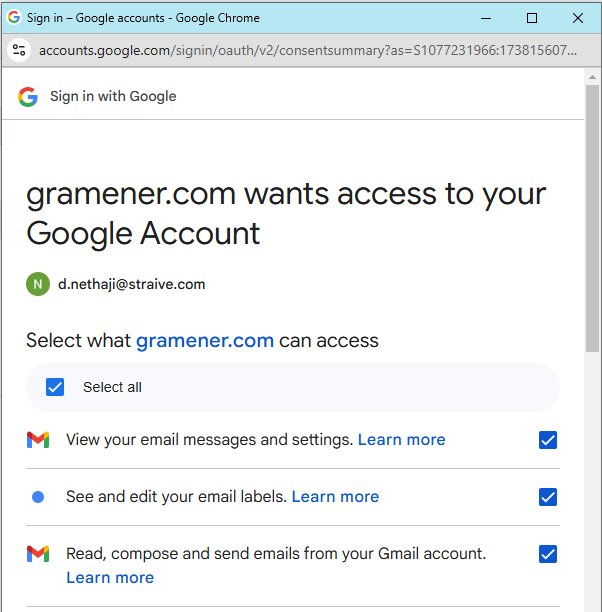 Sign in – Google accounts - Google Chrome
accounts.google.com/signin/oauth/v2/consentsummary?as=S1077231966:173815607...
Sign in with Google
gramener.com wants access to your
Google Account
N d.nethaji@straive.com
Select what gramener.com can access
Select all
View your email messages and settings. Learn more
See and edit your email labels. Learn more
Read, compose and send emails from your Gmail account.
Learn more